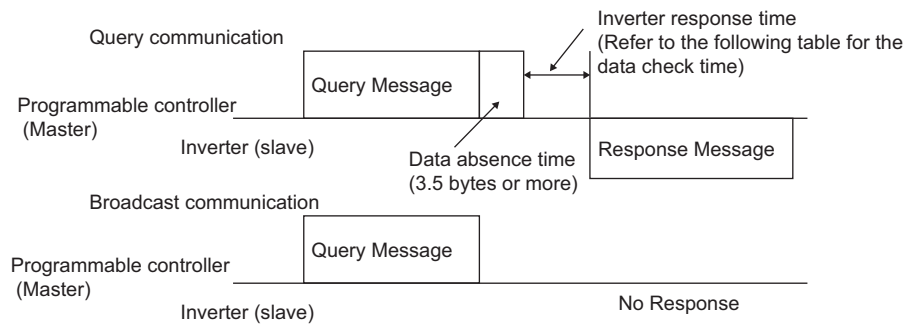 Query communication
Inverter response time
(Refer to the following table for the
data check time)
Query Message
Programmable controller
(Master)
Inverter (slave)
Data absence time
(3.5 bytes or more)
Response Message
Broadcast communication
Query Message
Programmable controller
(Master)
Inverter (slave)
No Response